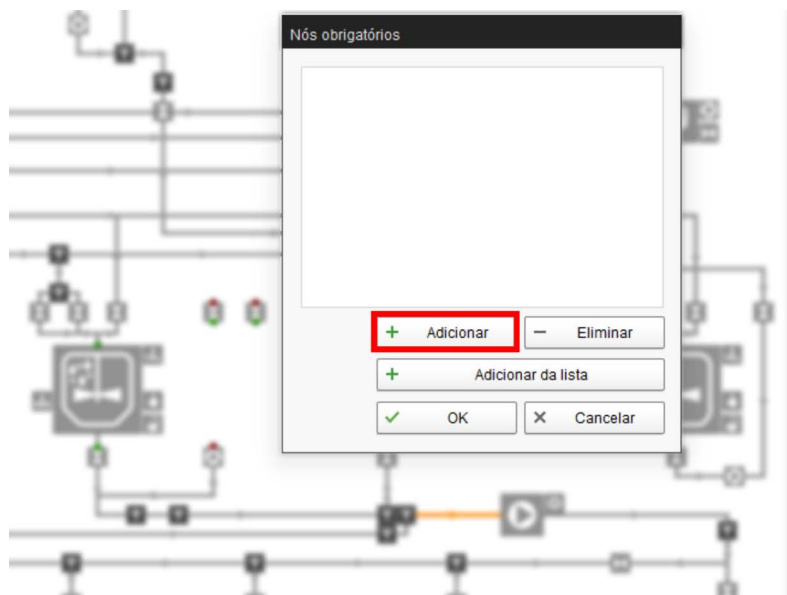 Nós obrigatórios
Adicionar
Eliminar
Adicionar da lista
OK
Cancelar